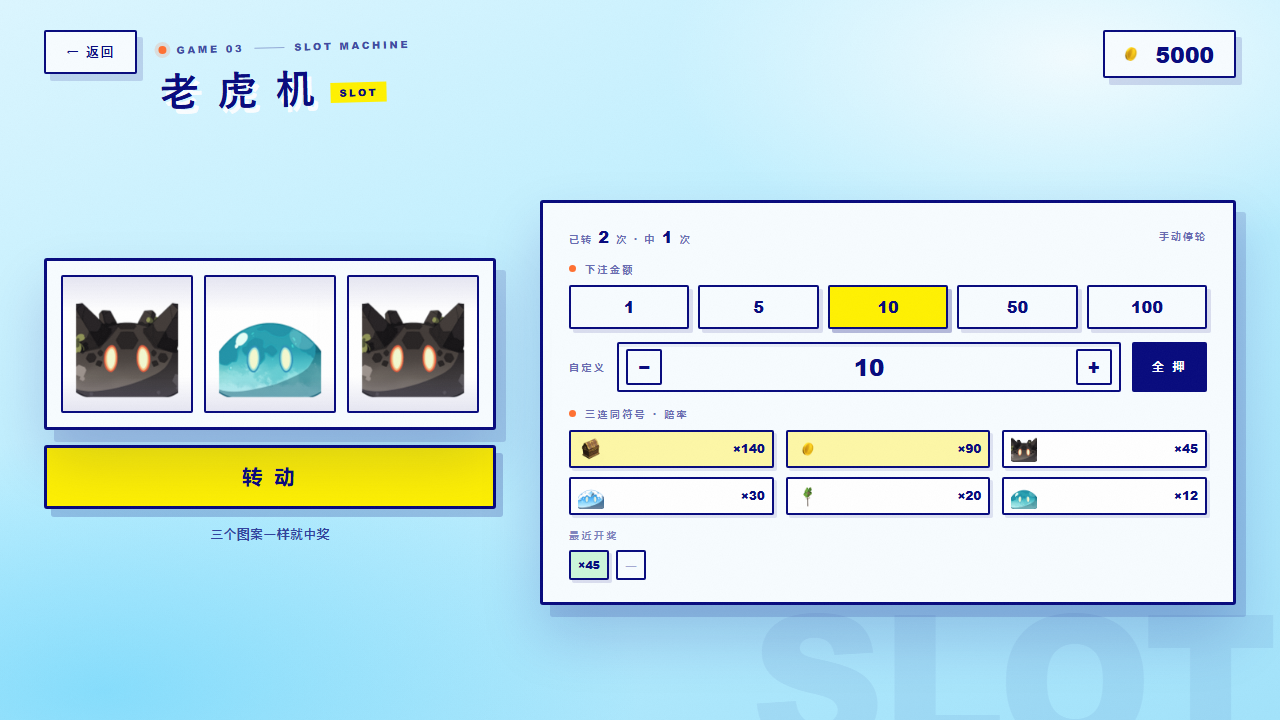 ← 返回
GAME 03 —— SLOT MACHINE
老虎机 SLOT
5000
转动
三个图案一样就中奖
已转 2 次 · 中 1 次
手动停轮
下注金额
1 5 10 50 100
自定义 − 10 + 全押
三连同符号 · 赔率
×140 ×90 ×45
×30 ×20 ×12
最近开奖
×45 —
SLOT